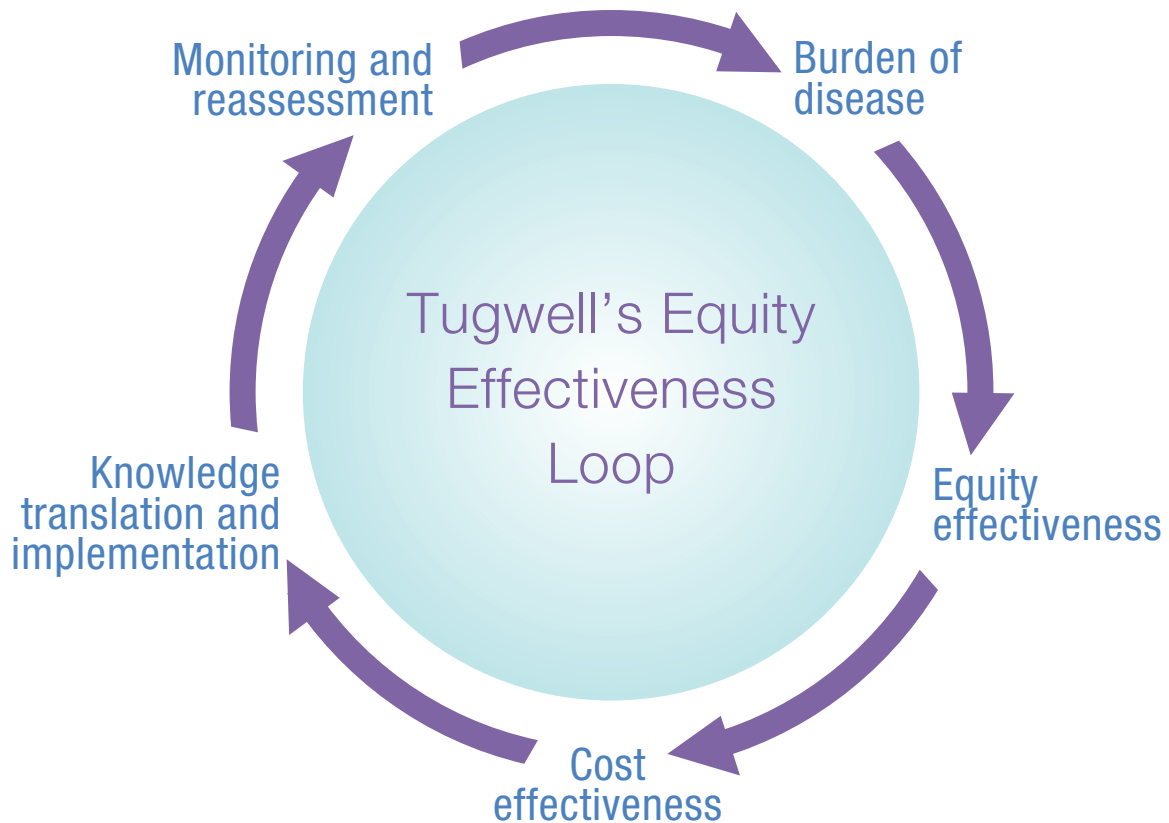 Monitoring and
reassessment
Burden of
disease
Tugwell’s Equity
Effectiveness
Loop
Knowledge
translation and
implementation
Equity
effectiveness
Cost
effectiveness